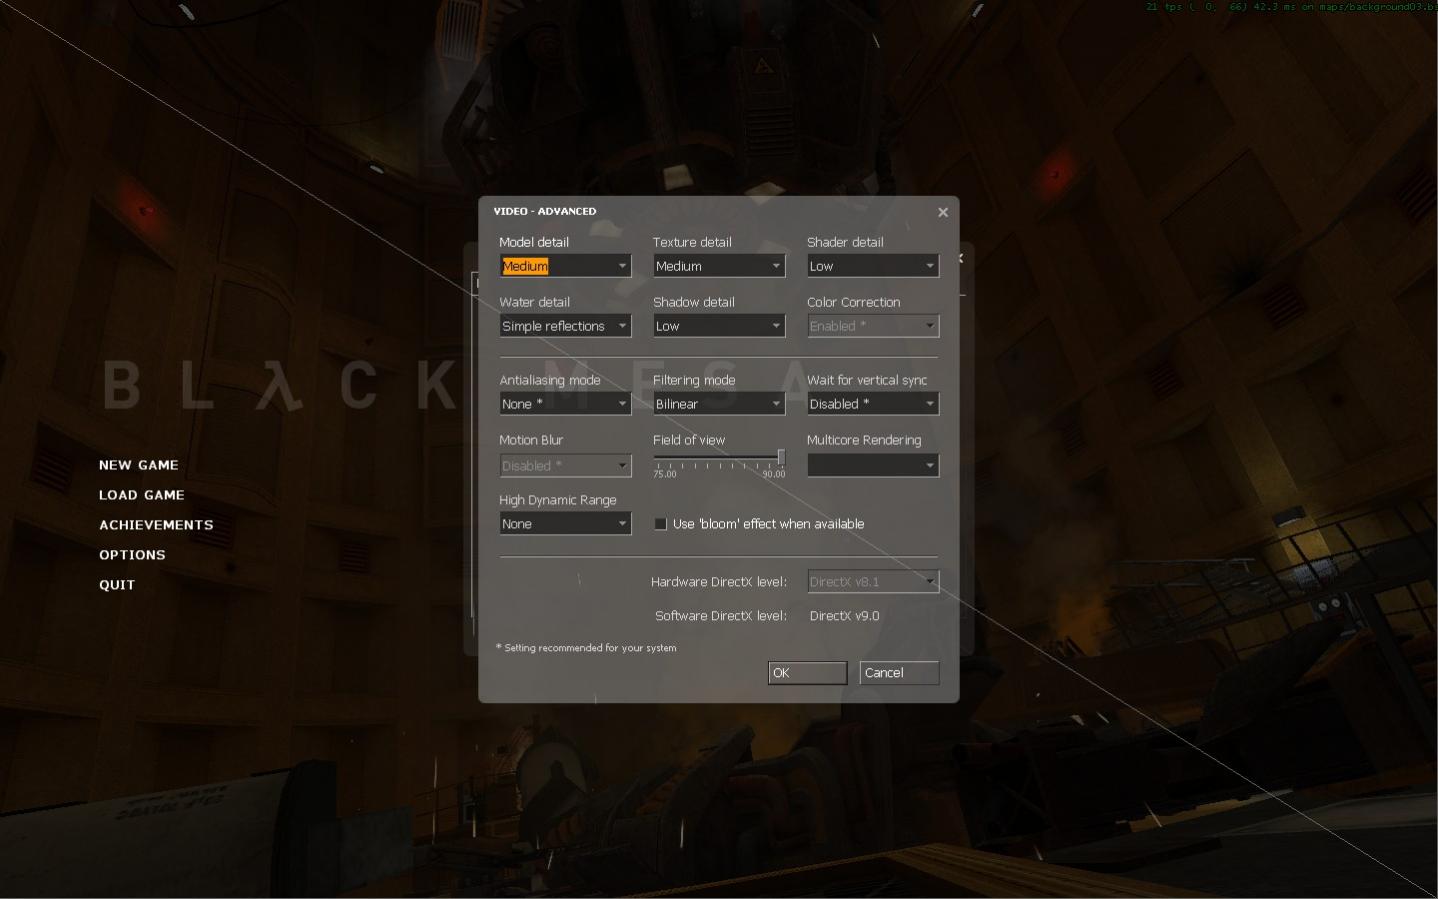 21 fps ( 0, 66) 42.3 ms on maps/background03.b
VIDEO - ADVANCED
Model detail Texture detail Shader detail
Medium Medium Low
Water detail Shadow detail Color Correction
Simple reflections Low Enabled *
BLλCK MESA
Antialiasing mode Filtering mode Wait for vertical sync
None * Bilinear Disabled *
Motion Blur Field of view Multicore Rendering
Disabled * 75.00 90.00
High Dynamic Range
None Use 'bloom' effect when available
Hardware DirectX level: DirectX v8.1
Software DirectX level: DirectX v9.0
* Setting recommended for your system
OK Cancel
NEW GAME
LOAD GAME
ACHIEVEMENTS
OPTIONS
QUIT